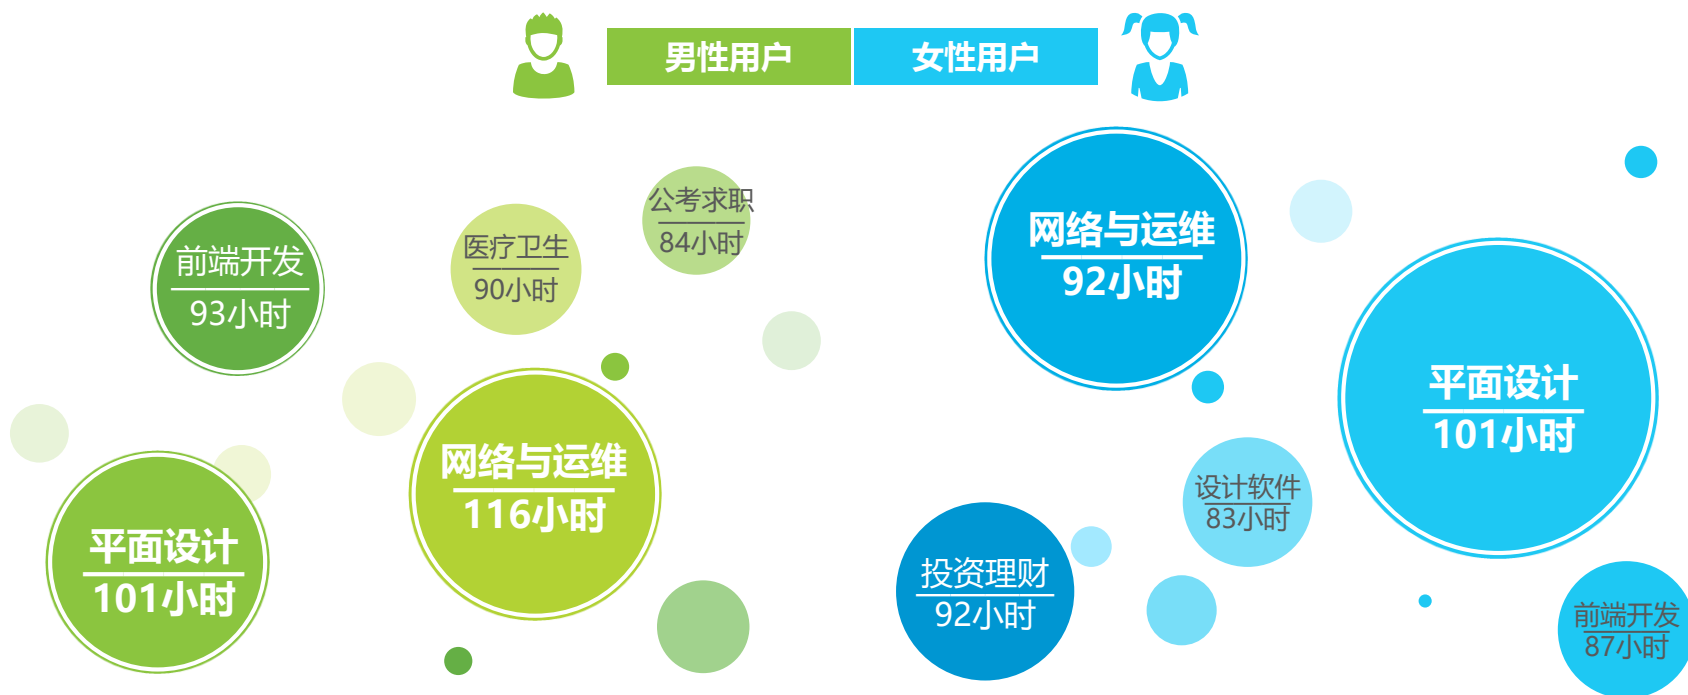 男性用户
女性用户
前端开发
93小时
医疗卫生
90小时
公考求职
84小时
平面设计
101小时
网络与运维
116小时
网络与运维
92小时
平面设计
101小时
设计软件
83小时
投资理财
92小时
前端开发
87小时